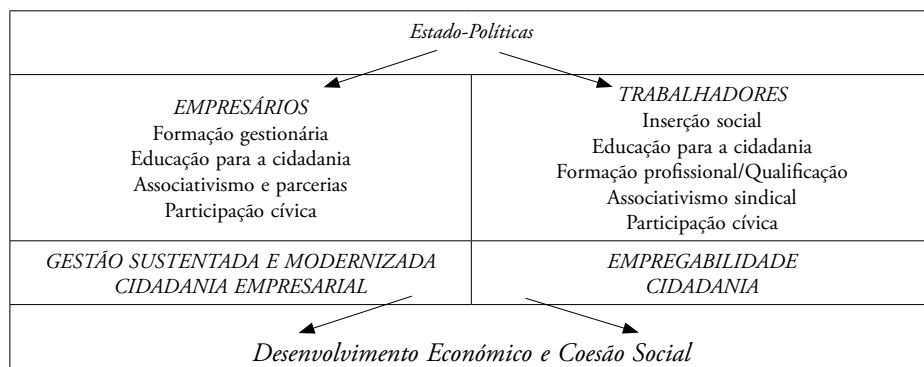 Estado-Políticas
EMPRESÁRIOS
Formação gestionária
Educação para a cidadania
Associativismo e parcerias
Participação cívica
TRABALHADORES
Inserção social
Educação para a cidadania
Formação profissional/Qualificação
Associativismo sindical
Participação cívica
GESTÃO SUSTENTADA E MODERNIZADA
CIDADANIA EMPRESARIAL
EMPREGABILIDADE
CIDADANIA
Desenvolvimento Económico e Coesão Social